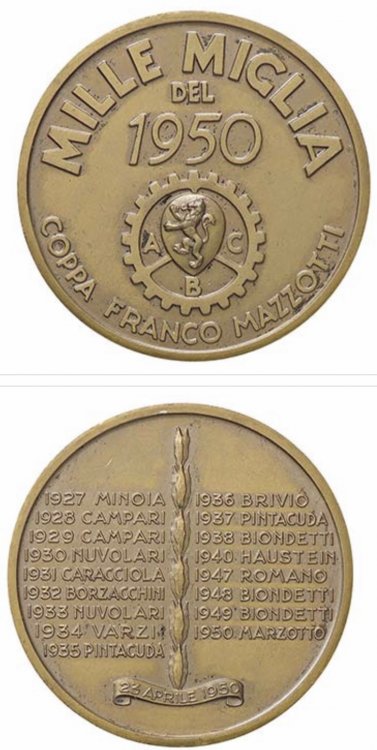 MILLE MIGLIA
DEL
1950
A B C
COPPA FRANCO MAZZOTTI
1927 MINOIA
1928 CAMPARI
1929 CAMPARI
1930 NUVOLARI
1931 CARACCIOLA
1932 BORZACCHINI
1933 NUVOLARI
1934 VARZI
1935 PINTACUDA
1936 BRIVIO
1937 PINTACUDA
1938 BIONDETTI
1940 HAUSTEIN
1947 ROMANO
1948 BIONDETTI
1949 BIONDETTI
1950 MARZOTTO
23 APRILE 1950